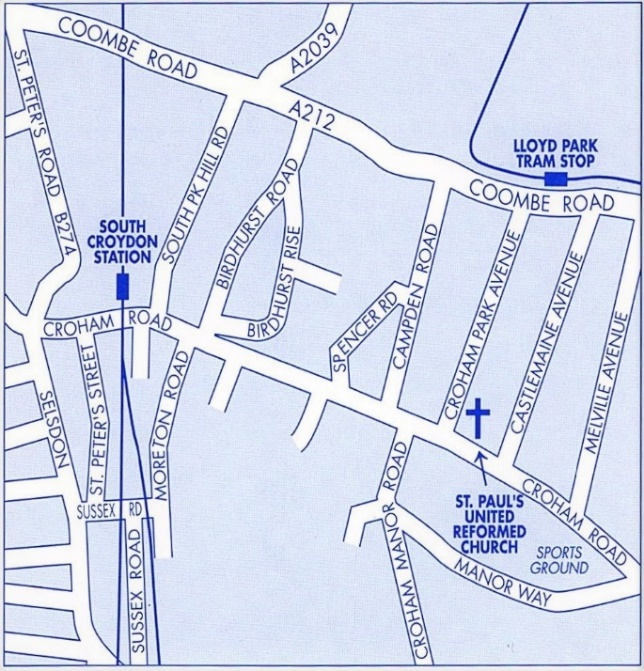 COOMBE ROAD
A2039
A212
ST. PETER'S ROAD B274
SOUTH PK HILL RD
LLOYD PARK
TRAM STOP
COOMBE ROAD
BIRDHURST ROAD
SOUTH
CROYDON
STATION
BIRDHURST RISE
CROHAM ROAD
SPENCER RD
CAMPDEN ROAD
CROHAM PARK AVENUE
CASTLEMAINE AVENUE
MELVILLE AVENUE
SELSDON
ST. PETER'S STREET
MORETON ROAD
SUSSEX RD
SUSSEX ROAD
ST. PAUL'S
UNITED
REFORMED
CHURCH
CROHAM ROAD
SPORTS
GROUND
CROHAM MANOR ROAD
MANOR WAY